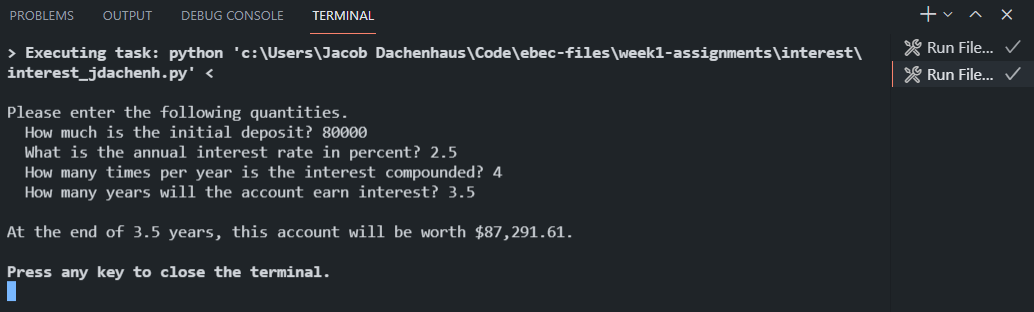 PROBLEMS OUTPUT DEBUG CONSOLE TERMINAL
> Executing task: python 'c:\Users\Jacob Dachenhaus\Code\ebec-files\week1-assignments\interest\
interest_jdachenh.py' <
Please enter the following quantities.
How much is the initial deposit? 80000
What is the annual interest rate in percent? 2.5
How many times per year is the interest compounded? 4
How many years will the account earn interest? 3.5
At the end of 3.5 years, this account will be worth $87,291.61.
Press any key to close the terminal.
Run File...
Run File...